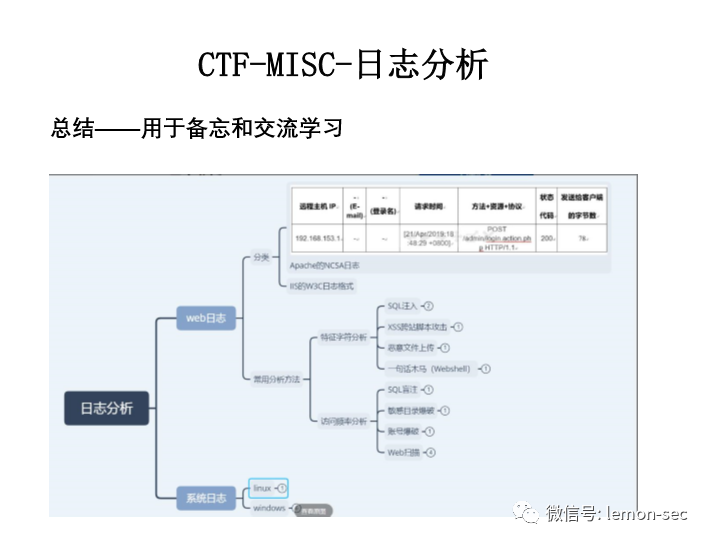 CTF-MISC-日志分析
总结——用于备忘和交流学习
远程主机 IP
- (E-mail)
- (登录名)
请求时间
方法+资源+协议
状态代码
发送给客户端的字节数
192.168.153.1
-
-
[21/Apr/2019:18:48:29 +0800]
POST /admin/login.action.php HTTP/1.1
200
76
Apache的NCSA日志
分类
IIS的W3C日志格式
web日志
SQL注入 2
特征字符分析
XSS跨站脚本攻击 1
恶意文件上传 1
一句话木马（Webshell） 1
常用分析方法
SQL盲注 1
访问频率分析
敏感目录爆破 1
账号爆破 1
Web扫描 4
日志分析
系统日志
linux 1
windows
微信号: lemon-sec